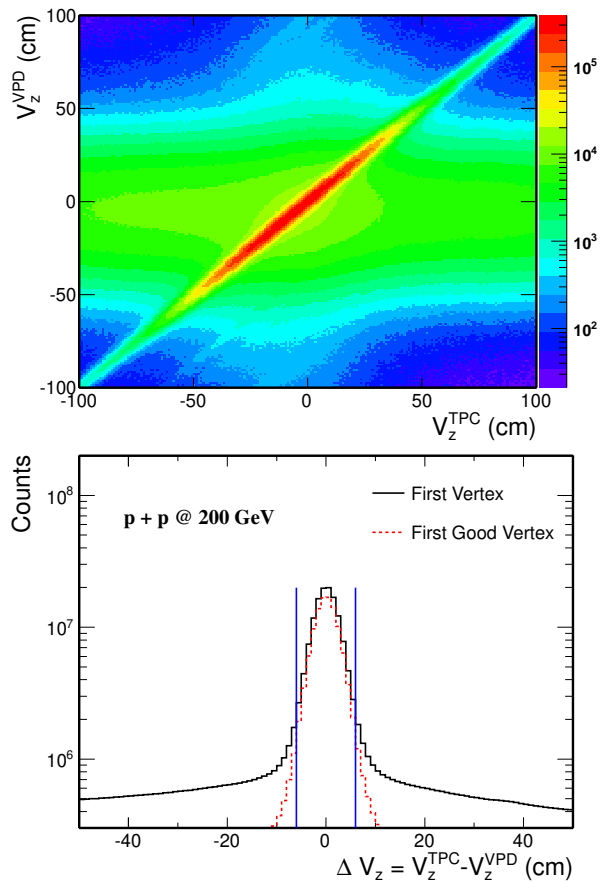 V_z^VPD (cm)
100
50
0
-50
-100
-100 -50 0 50 100
V_z^TPC (cm)
10^5
10^4
10^3
10^2
Counts
10^8
10^7
10^6
p + p @ 200 GeV
First Vertex
First Good Vertex
-40 -20 0 20 40
Δ V_z = V_z^TPC-V_z^VPD (cm)